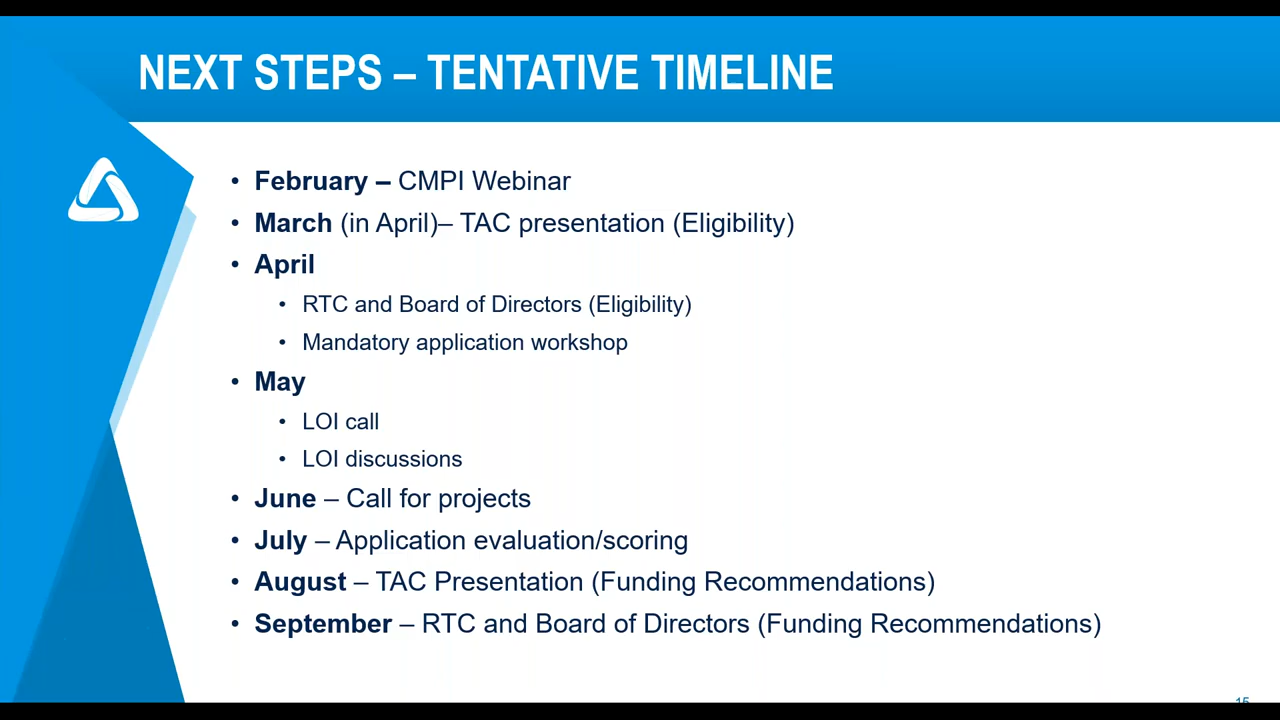 NEXT STEPS – TENTATIVE TIMELINE
• February – CMPI Webinar
• March (in April)– TAC presentation (Eligibility)
• April
• RTC and Board of Directors (Eligibility)
• Mandatory application workshop
• May
• LOI call
• LOI discussions
• June – Call for projects
• July – Application evaluation/scoring
• August – TAC Presentation (Funding Recommendations)
• September – RTC and Board of Directors (Funding Recommendations)
15